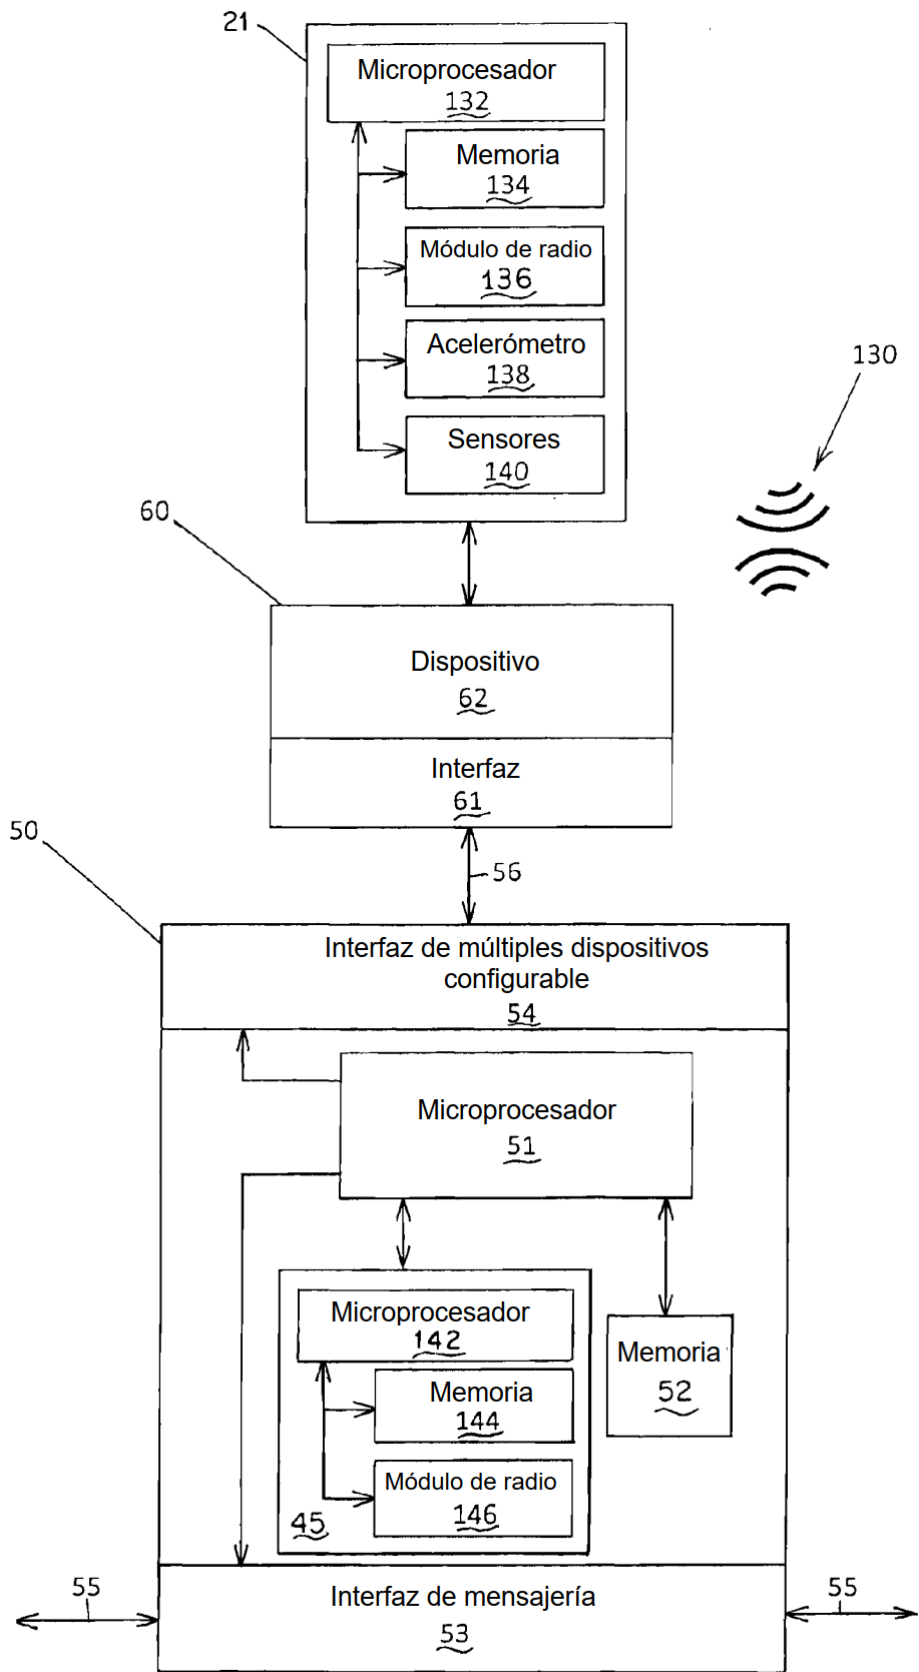 21
Microprocesador
132
Memoria
134
Módulo de radio
136
Acelerómetro
138
130
Sensores
140
60
Dispositivo
62
Interfaz
61
50
56
Interfaz de múltiples dispositivos
configurable
54
Microprocesador
51
Microprocesador
142
Memoria
52
Memoria
144
Módulo de radio
146
45
55
Interfaz de mensajería
53
55